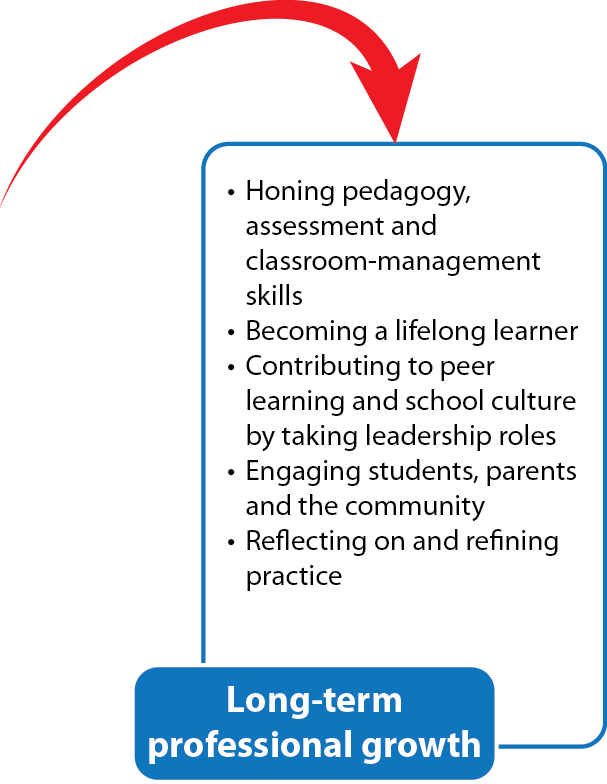 • Honing pedagogy,
assessment and
classroom-management
skills
• Becoming a lifelong learner
• Contributing to peer
learning and school culture
by taking leadership roles
• Engaging students, parents
and the community
• Reflecting on and refining
practice
Long-term
professional growth